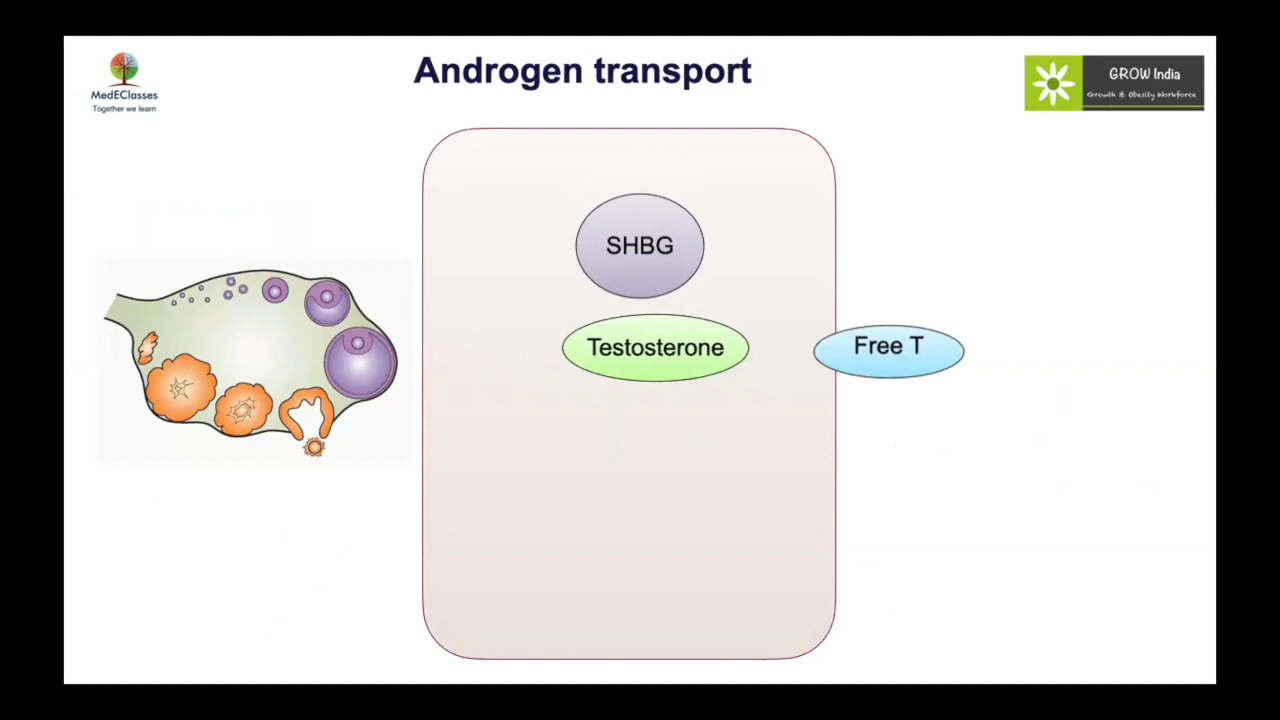 Androgen transport
MedEClasses
Together we learn
GROW India
Growth & Obesity Workforce
SHBG
Testosterone
Free T